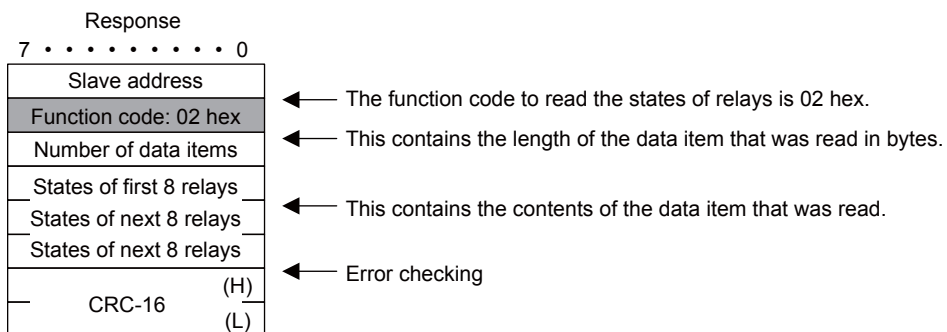 Response
7 • • • • • • • • • 0
Slave address
Function code: 02 hex
The function code to read the states of relays is 02 hex.
Number of data items
This contains the length of the data item that was read in bytes.
States of first 8 relays
States of next 8 relays
This contains the contents of the data item that was read.
States of next 8 relays
Error checking
CRC-16
(H)
(L)